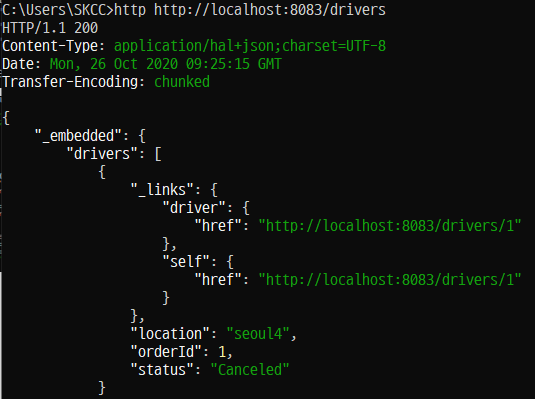 C:\Users\SKCC>http http://localhost:8083/drivers
HTTP/1.1 200
Content-Type: application/hal+json;charset=UTF-8
Date: Mon, 26 Oct 2020 09:25:15 GMT
Transfer-Encoding: chunked

{
    "_embedded": {
        "drivers": [
            {
                "_links": {
                    "driver": {
                        "href": "http://localhost:8083/drivers/1"
                    },
                    "self": {
                        "href": "http://localhost:8083/drivers/1"
                    }
                },
                "location": "seoul4",
                "orderId": 1,
                "status": "Canceled"
            }